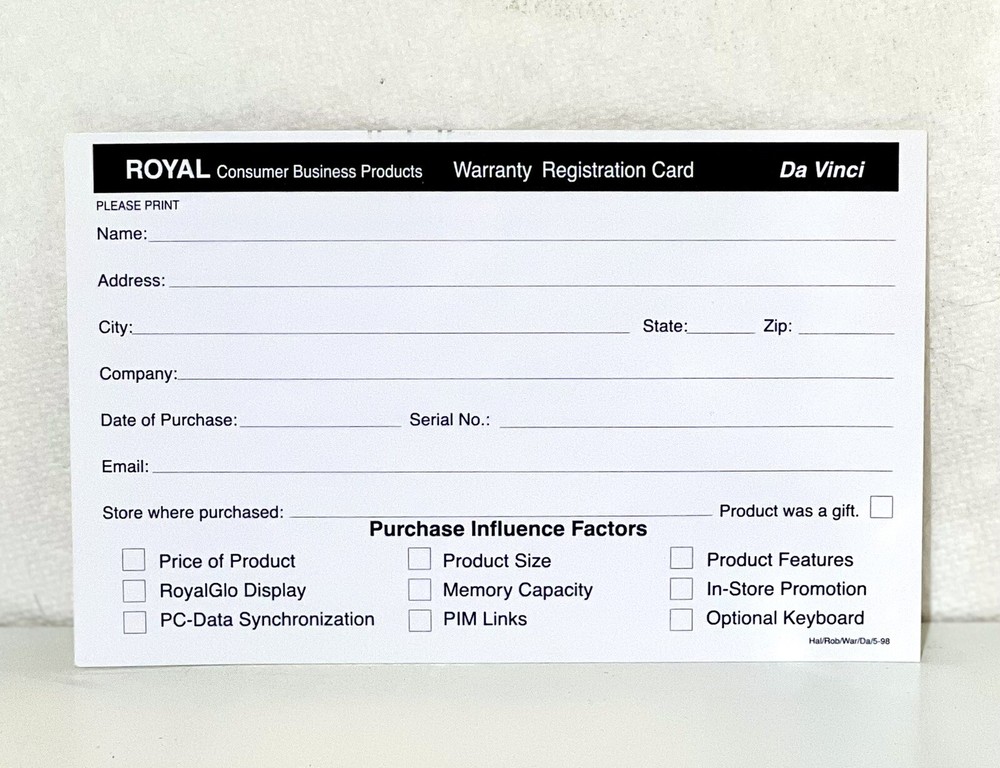 ROYAL Consumer Business Products Warranty Registration Card Da Vinci
PLEASE PRINT
Name:
Address:
City: State: Zip:
Company:
Date of Purchase: Serial No.:
Email:
Store where purchased: Product was a gift.
Purchase Influence Factors
Price of Product Product Size Product Features
RoyalGlo Display Memory Capacity In-Store Promotion
PC-Data Synchronization PIM Links Optional Keyboard
Hal/Rob/War/Da/5-98